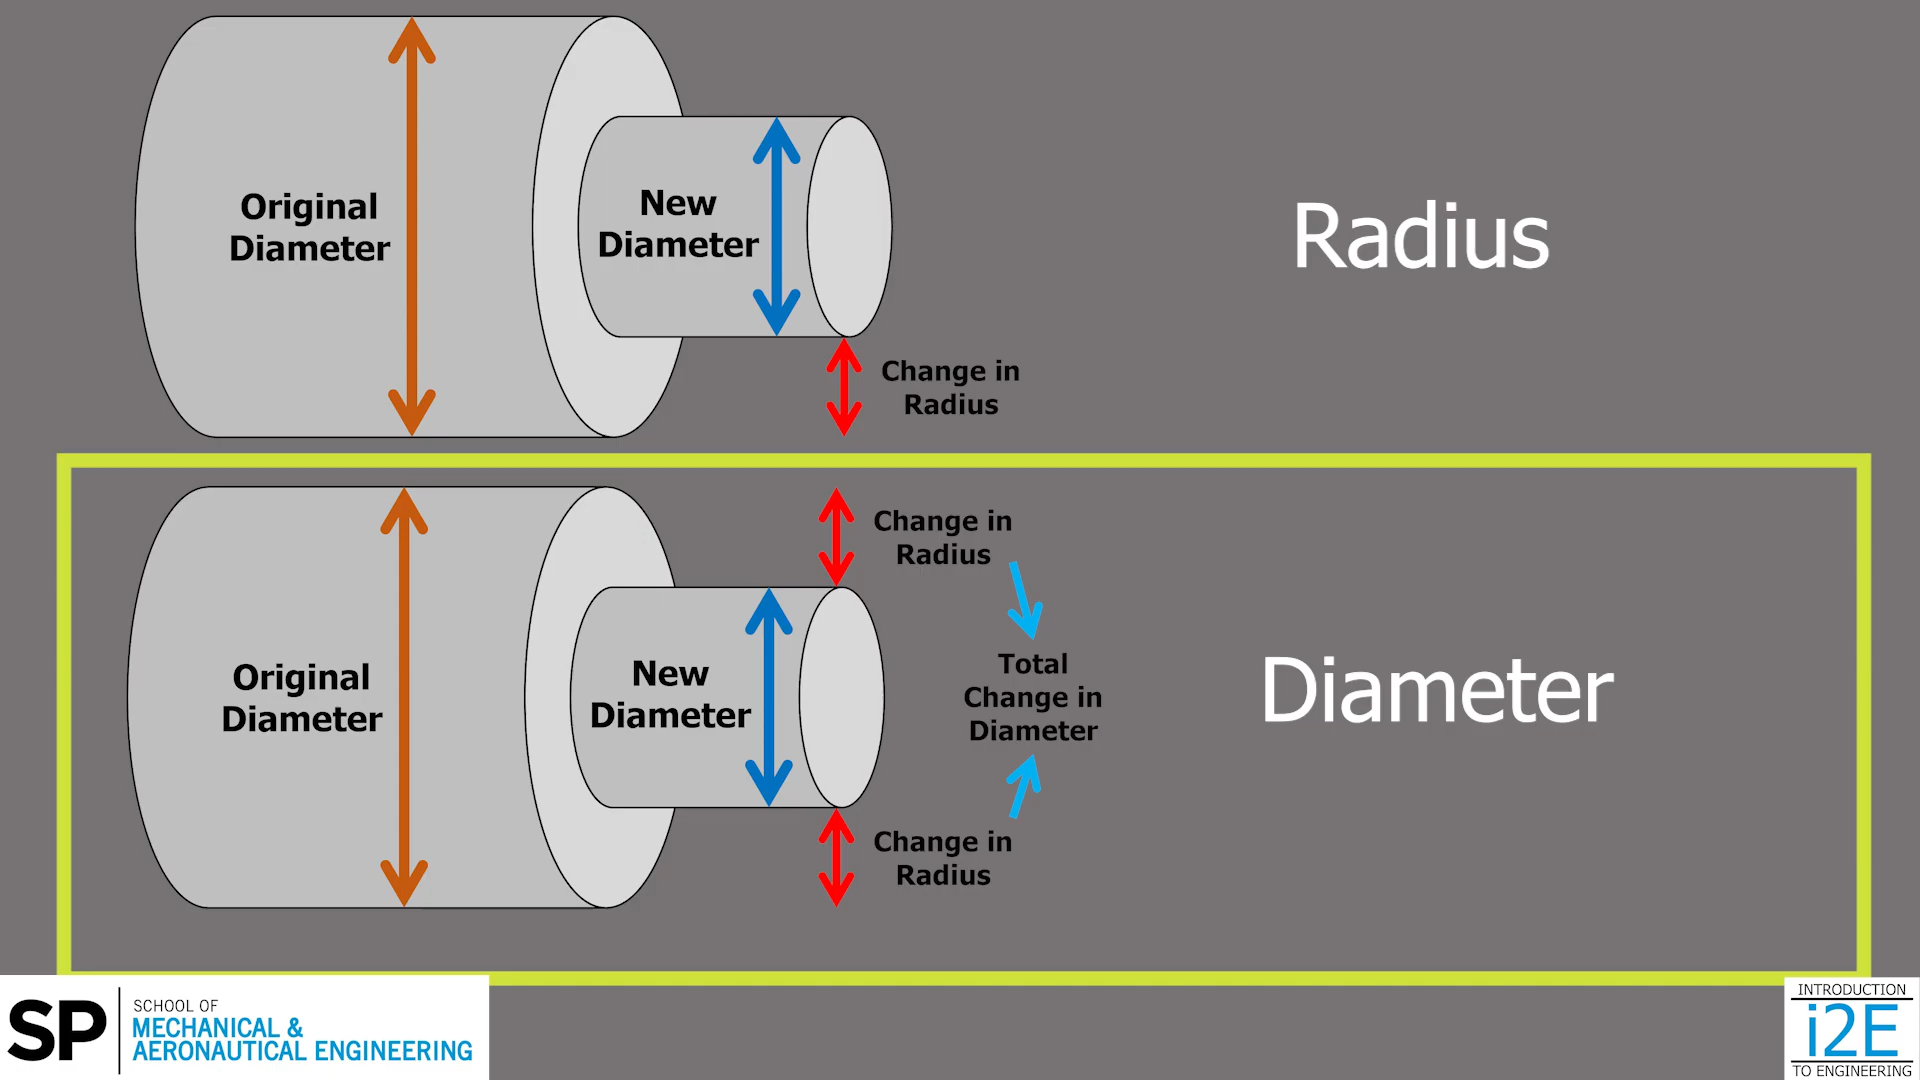 Original
Diameter
New
Diameter
Radius
Change in
Radius
Change in
Radius
Original
Diameter
New
Diameter
Total
Change in
Diameter
Diameter
Change in
Radius
SP
SCHOOL OF
MECHANICAL &
AERONAUTICAL ENGINEERING
INTRODUCTION
i2E
TO ENGINEERING